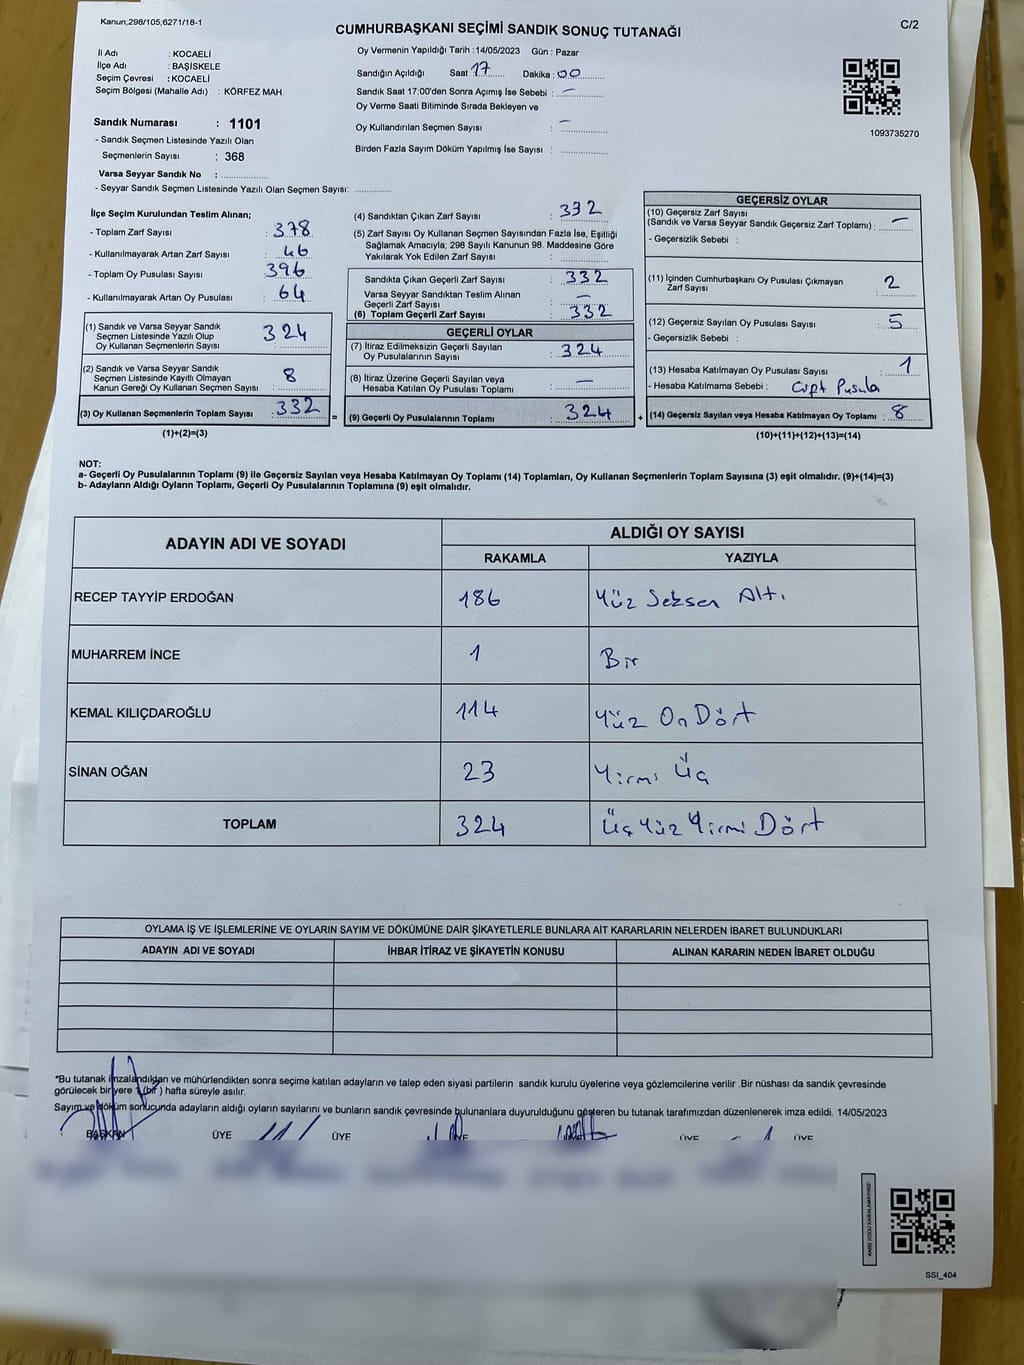 Kanun;298/105;6271/18-1
CUMHURBAŞKANI SEÇİMİ SANDIK SONUÇ TUTANAĞI
C/2
İl Adı : KOCAELİ
İlçe Adı : BAŞİSKELE
Seçim Çevresi : KOCAELİ
Seçim Bölgesi (Mahalle Adı) : KÖRFEZ MAH.
Sandık Numarası : 1101
- Sandık Seçmen Listesinde Yazılı Olan
Seçmenlerin Sayısı : 368
Varsa Seyyar Sandık No :
- Seyyar Sandık Seçmen Listesinde Yazılı Olan Seçmen Sayısı:
Oy Vermenin Yapıldığı Tarih : 14/05/2023 Gün : Pazar
Sandığın Açıldığı Saat 17 Dakika : 00
Sandık Saat 17:00'den Sonra Açımış İse Sebebi : -
Oy Verme Saati Bitiminde Sırada Bekleyen ve
Oy Kullandırılan Seçmen Sayısı : -
Birden Fazla Sayım Döküm Yapılmış İse Sayısı :
1093735270
İlçe Seçim Kurulundan Teslim Alınan;
- Toplam Zarf Sayısı : 378
- Kullanılmayarak Artan Zarf Sayısı : 46
- Toplam Oy Pusulası Sayısı : 396
- Kullanılmayarak Artan Oy Pusulası : 64
(1) Sandık ve Varsa Seyyar Sandık
Seçmen Listesinde Yazılı Olup
Oy Kullanan Seçmenlerin Sayısı : 324
(2) Sandık ve Varsa Seyyar Sandık
Seçmen Listesinde Kayıtlı Olmayan
Kanun Gereği Oy Kullanan Seçmen Sayısı : 8
(3) Oy Kullanan Seçmenlerin Toplam Sayısı : 332
(1)+(2)=(3)
=
(4) Sandıktan Çıkan Zarf Sayısı : 332
(5) Zarf Sayısı Oy Kullanan Seçmen Sayısından Fazla İse, Eşitliği
Sağlamak Amacıyla; 298 Sayılı Kanunun 98. Maddesine Göre
Yakılarak Yok Edilen Zarf Sayısı :
Sandıkta Çıkan Geçerli Zarf Sayısı : 332
Varsa Seyyar Sandıktan Teslim Alınan
Geçerli Zarf Sayısı : -
(6) Toplam Geçerli Zarf Sayısı : 332
GEÇERLİ OYLAR
(7) İtiraz Edilmeksizin Geçerli Sayılan
Oy Pusulalarının Sayısı : 324
(8) İtiraz Üzerine Geçerli Sayılan veya
Hesaba Katılan Oy Pusulaları Toplamı : -
(9) Geçerli Oy Pusulalarının Toplamı : 324
+
GEÇERSİZ OYLAR
(10) Geçersiz Zarf Sayısı
(Sandık ve Varsa Seyyar Sandık Geçersiz Zarf Toplamı) : -
- Geçersizlik Sebebi :
(11) İçinden Cumhurbaşkanı Oy Pusulası Çıkmayan
Zarf Sayısı : 2
(12) Geçersiz Sayılan Oy Pusulası Sayısı : 5
- Geçersizlik Sebebi :
(13) Hesaba Katılmayan Oy Pusulası Sayısı : 1
- Hesaba Katılmama Sebebi : Çift Pusula
(14) Geçersiz Sayılan veya Hesaba Katılmayan Oy Toplamı : 8
(10)+(11)+(12)+(13)=(14)
NOT:
a- Geçerli Oy Pusulalarının Toplamı (9) ile Geçersiz Sayılan veya Hesaba Katılmayan Oy Toplamı (14) Toplamları, Oy Kullanan Seçmenlerin Toplam Sayısına (3) eşit olmalıdır. (9)+(14)=(3)
b- Adayların Aldığı Oyların Toplamı, Geçerli Oy Pusulalarının Toplamına (9) eşit olmalıdır.
ADAYIN ADI VE SOYADI
ALDIĞI OY SAYISI
RAKAMLA YAZIYLA
RECEP TAYYİP ERDOĞAN 186 Yüz Seksen Altı
MUHARREM İNCE 1 Bir
KEMAL KILIÇDAROĞLU 114 Yüz On Dört
SİNAN OĞAN 23 Yirmi Üç
TOPLAM 324 Üç Yüz Yirmi Dört
OYLAMA İŞ VE İŞLEMLERİNE VE OYLARIN SAYIM VE DÖKÜMÜNE DAİR ŞİKAYETLERLE BUNLARA AİT KARARLARIN NELERDEN İBARET BULUNDUKLARI
ADAYIN ADI VE SOYADI İHBAR İTİRAZ VE ŞİKAYETİN KONUSU ALINAN KARARIN NEDEN İBARET OLDUĞU
*Bu tutanak imzalandıktan ve mühürlendikten sonra seçime katılan adayların ve talep eden siyasi partilerin sandık kurulu üyelerine veya gözlemcilerine verilir .Bir nüshası da sandık çevresinde
görülecek bir yere 1 (bir ) hafta süreyle asılır.
Sayım ve döküm sonucunda adayların aldığı oyların sayılarını ve bunların sandık çevresinde bulunanlara duyurulduğunu gösteren bu tutanak tarafımızdan düzenlenerek imza edildi. 14/05/2023
BAŞKAN ÜYE ÜYE ÜYE ÜYE ÜYE
KARE KODU KARALAMAYINIZ!
SSI_404